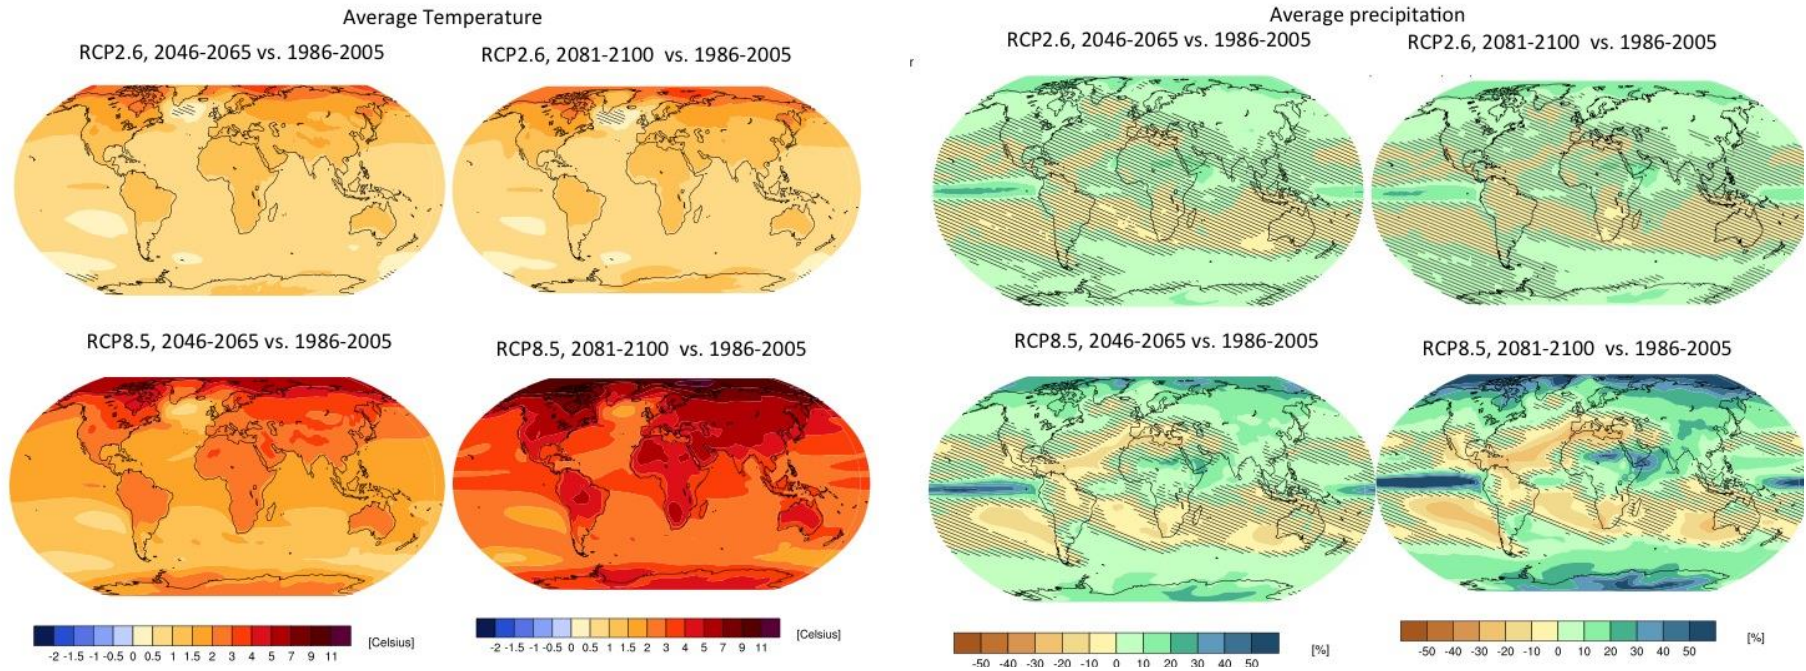 Average Temperature
Average precipitation
RCP2.6, 2046-2065 vs. 1986-2005
RCP2.6, 2081-2100 vs. 1986-2005
RCP2.6, 2046-2065 vs. 1986-2005
RCP2.6, 2081-2100 vs. 1986-2005
r
RCP8.5, 2046-2065 vs. 1986-2005
RCP8.5, 2081-2100 vs. 1986-2005
RCP8.5, 2046-2065 vs. 1986-2005
RCP8.5, 2081-2100 vs. 1986-2005
-2 -1.5 -1 -0.5 0 0.5 1 1.5 2 3 4 5 7 9 11 [Celsius]
-2 -1.5 -1 -0.5 0 0.5 1 1.5 2 3 4 5 7 9 11 [Celsius]
-50 -40 -30 -20 -10 0 10 20 30 40 50 [%]
-50 -40 -30 -20 -10 0 10 20 30 40 50 [%]